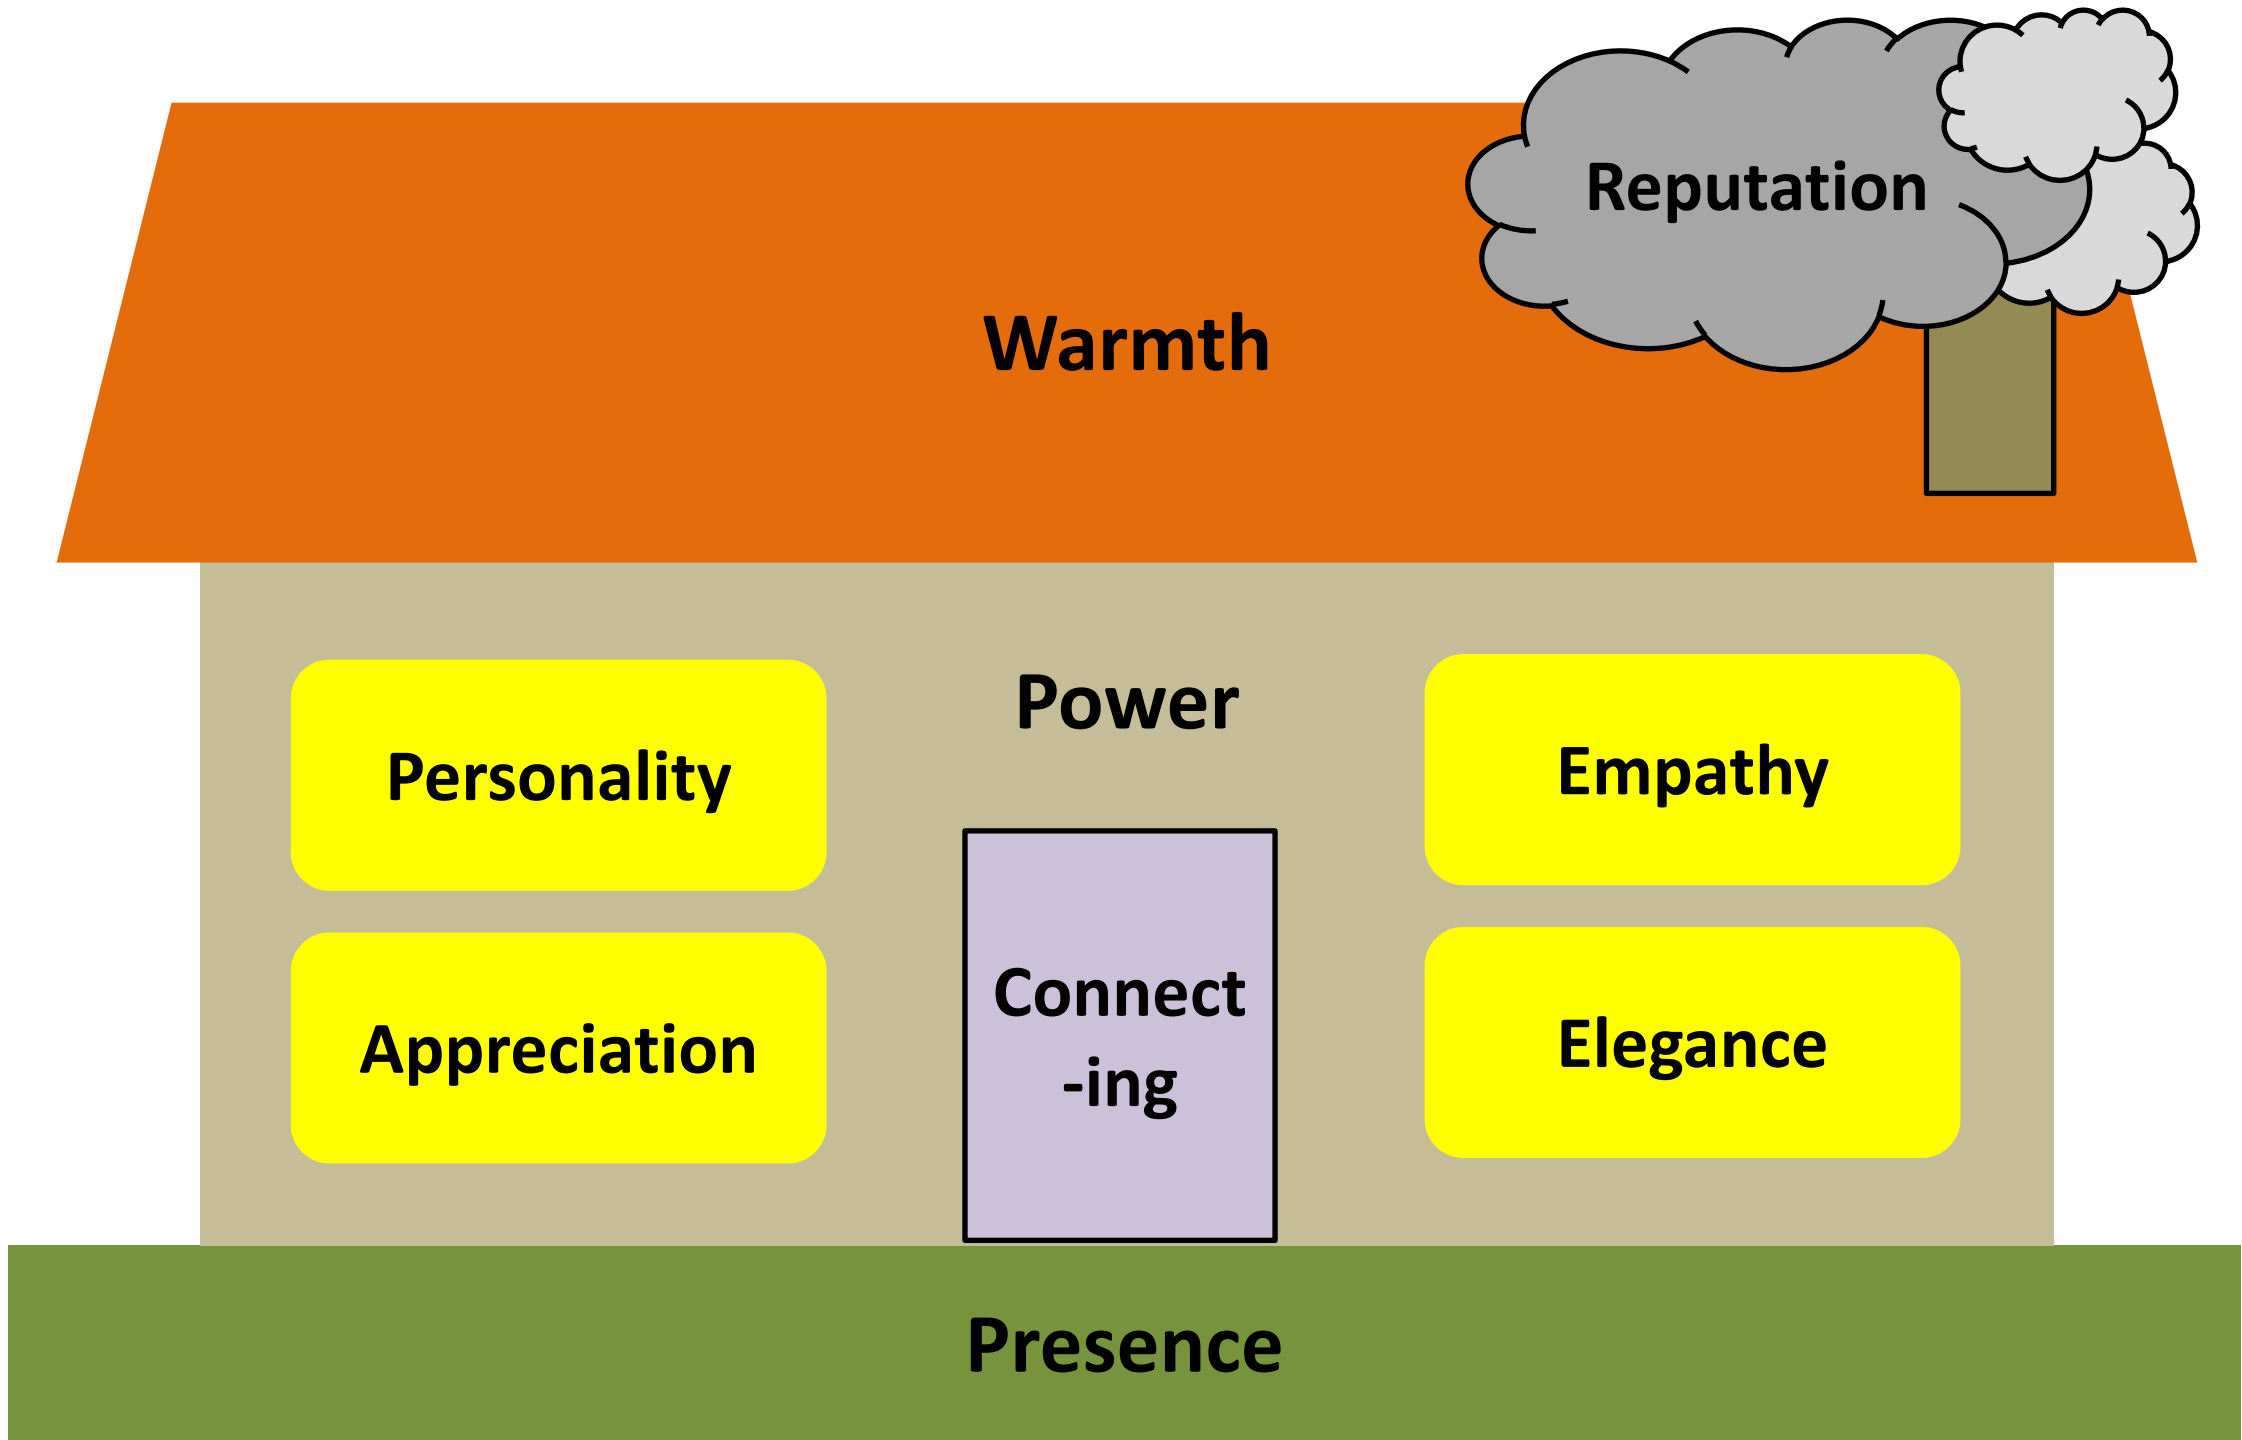 Reputation
Warmth
Power
Personality
Empathy
Connect
-ing
Appreciation
Elegance
Presence